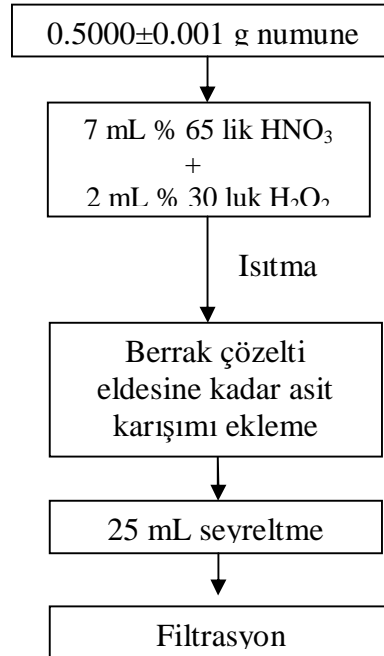 0.5000±0.001 g numune
7 mL % 65 lik HNO₃
+
2 mL % 30 luk H₂O₂
Isıtma
Berrak çözelti
eldesine kadar asit
karışımı ekleme
25 mL seyreltme
Filtrasyon